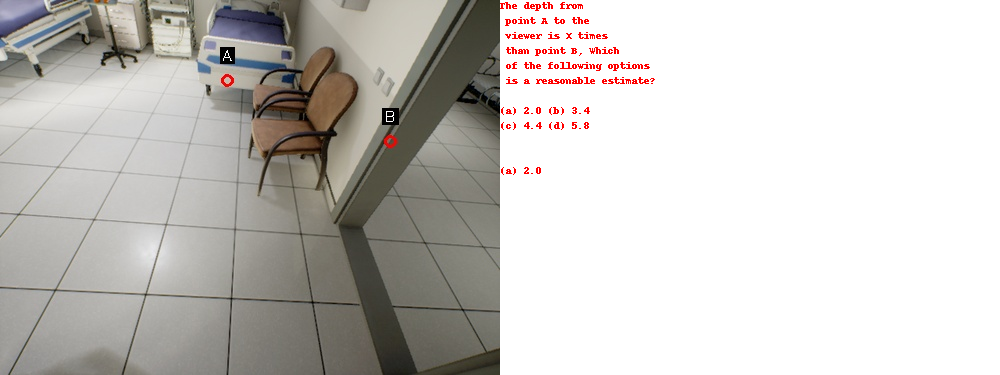 A
B
The depth from
point A to the
viewer is X times
than point B, Which
of the following options
is a reasonable estimate?
(a) 2.0 (b) 3.4
(c) 4.4 (d) 5.8
(a) 2.0